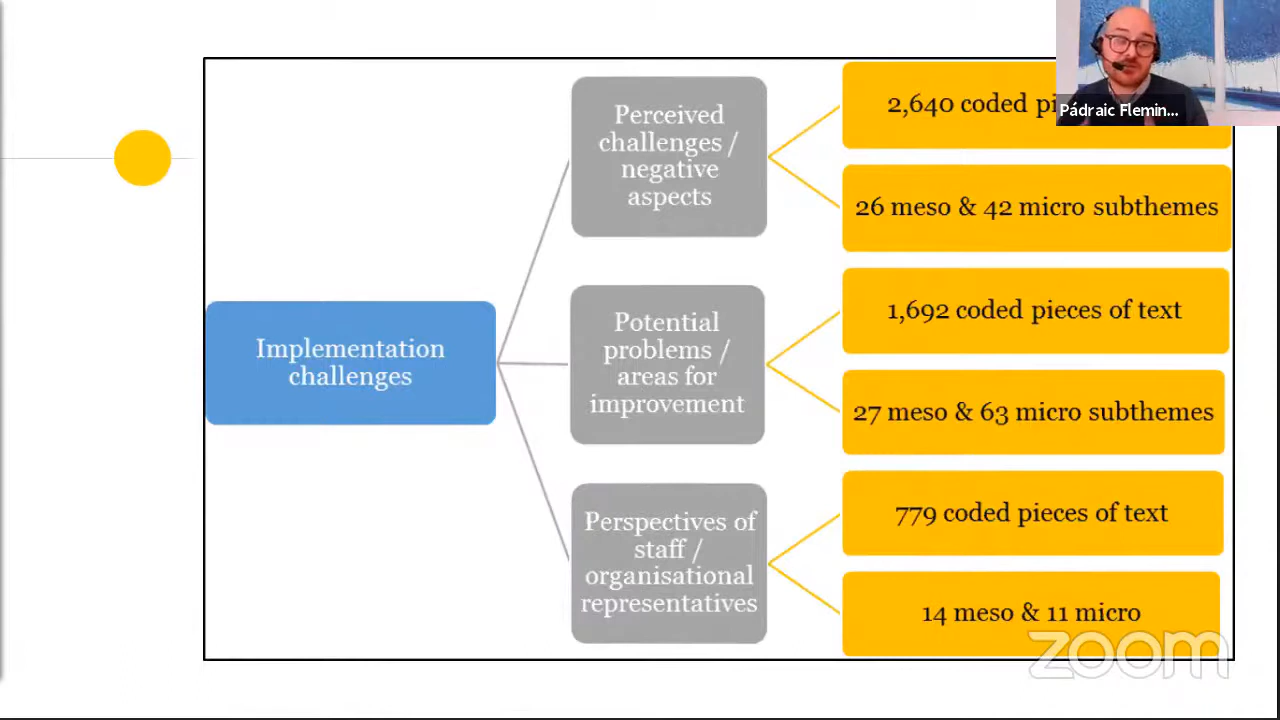 Implementation
challenges
Perceived
challenges /
negative
aspects
2,640 coded
26 meso & 42 micro subthemes
Potential
problems /
areas for
improvement
1,692 coded pieces of text
27 meso & 63 micro subthemes
Perspectives of
staff /
organisational
representatives
779 coded pieces of text
14 meso & 11 micro
Pádraic Flemin...
zoom